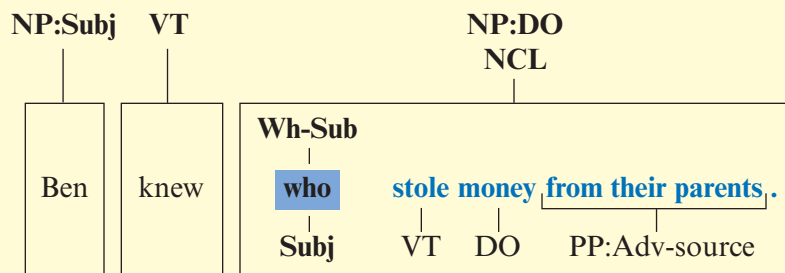 NP:Subj VT NP:DO
NCL
Wh-Sub
Ben knew who stole money from their parents .
Subj VT DO PP:Adv-source